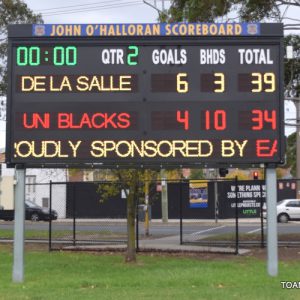 JOHN O'HALLORAN SCOREBOARD
00:00 QTR 2 GOALS BHDS TOTAL
DE LA SALLE 6 3 39
UNI BLACKS 4 10 34
OUDLY SPONSORED BY EA